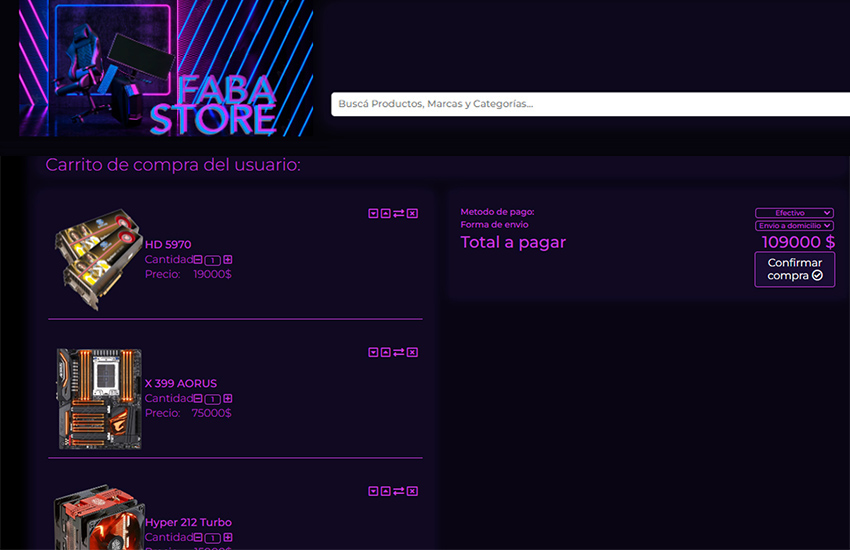 FABA
STORE
Buscá Productos, Marcas y Categorías...
Carrito de compra del usuario:
HD 5970
Cantidad 1
Precio: 19000$
X 399 AORUS
Cantidad 1
Precio: 75000$
Hyper 212 Turbo
Cantidad 1
Precio: 15000$
Metodo de pago: Efectivo
Forma de envio Envio a domicilio
Total a pagar 109000 $
Confirmar
compra